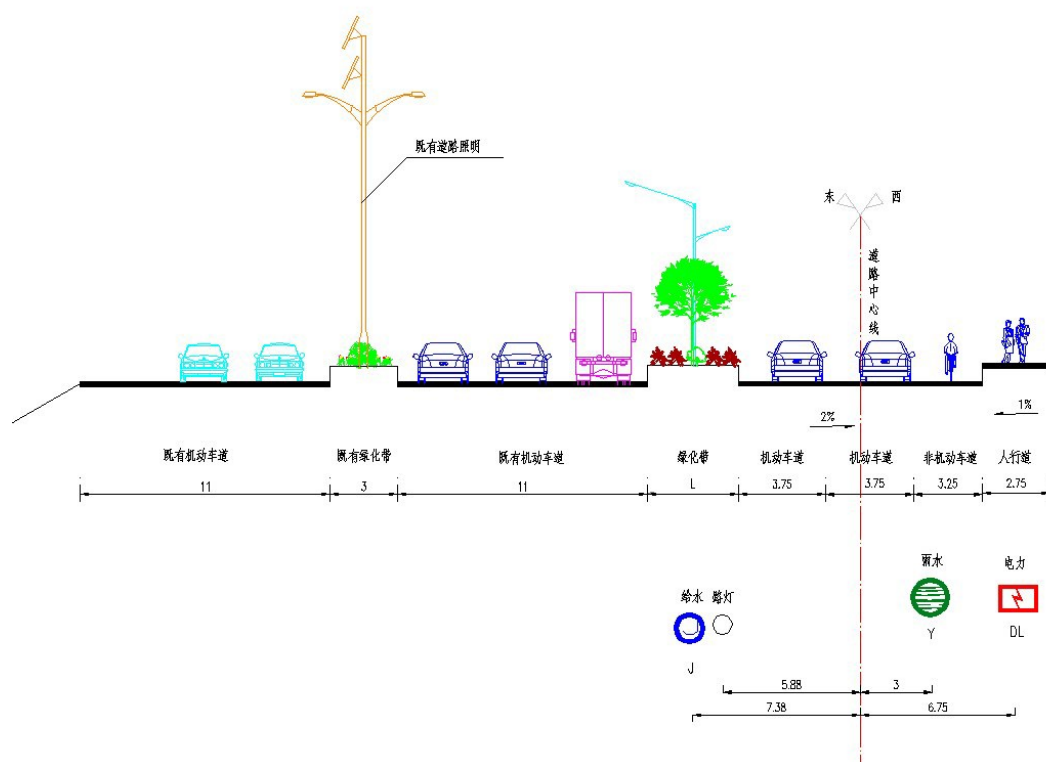 既有道路照明
东
西
道路中心线
2%
1%
既有机动车道
既有绿化带
既有机动车道
绿化带
机动车道
机动车道
非机动车道
人行道
11
3
11
L
3.75
3.75
3.25
2.75
雨水
电力
给水
路灯
Y
DL
J
5.88
3
7.38
6.75